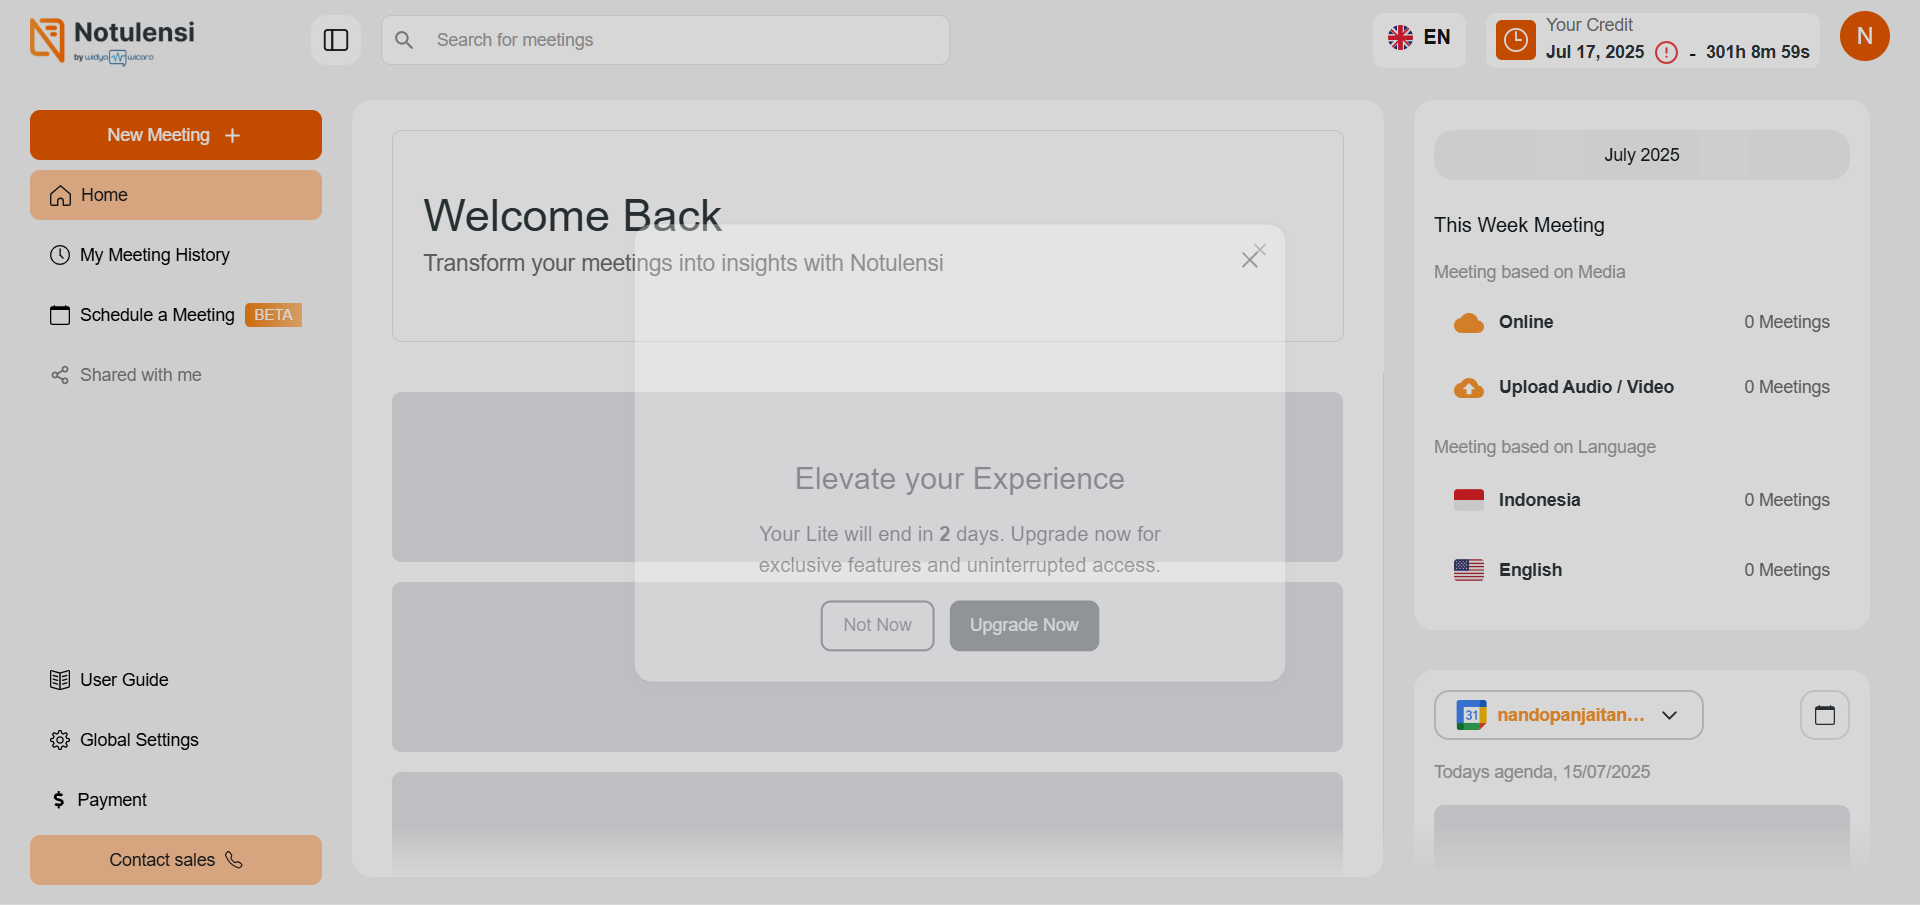 Notulensi
by widya wicara
Search for meetings
EN
Your Credit
Jul 17, 2025 - 301h 8m 59s
N
New Meeting +
Home
My Meeting History
Schedule a Meeting BETA
Shared with me
User Guide
Global Settings
$ Payment
Contact sales
Welcome Back
Transform your meetings into insights with Notulensi
Elevate your Experience
Your Lite will end in 2 days. Upgrade now for
exclusive features and uninterrupted access.
Not Now
Upgrade Now
July 2025
This Week Meeting
Meeting based on Media
Online 0 Meetings
Upload Audio / Video 0 Meetings
Meeting based on Language
Indonesia 0 Meetings
English 0 Meetings
31 nandopanjaitan...
Todays agenda, 15/07/2025